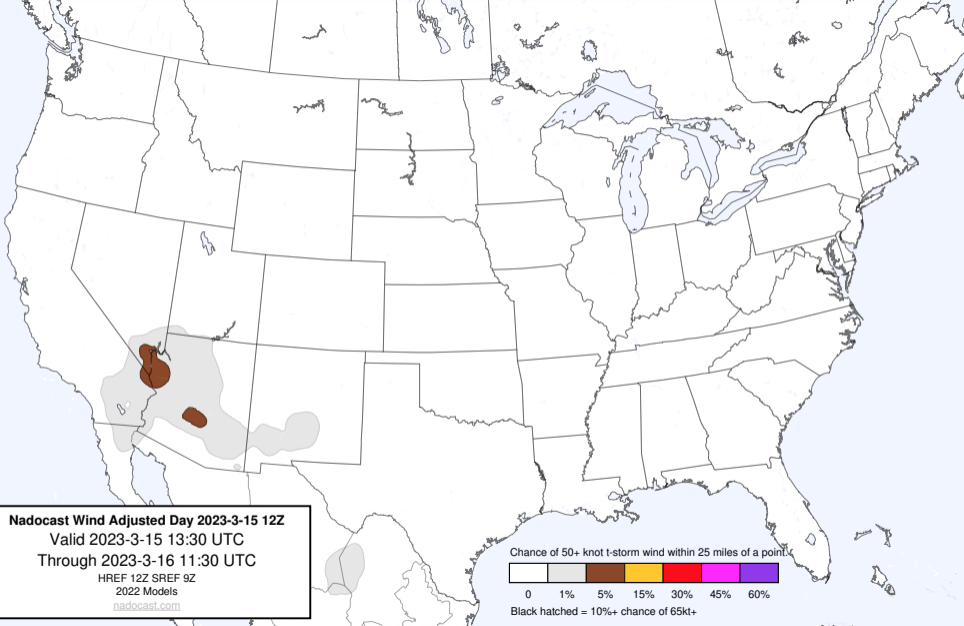 Nadocast Wind Adjusted Day 2023-3-15 12Z
Valid 2023-3-15 13:30 UTC
Through 2023-3-16 11:30 UTC
HREF 12Z SREF 9Z
2022 Models
nadocast.com
Chance of 50+ knot t-storm wind within 25 miles of a point.
0 1% 5% 15% 30% 45% 60%
Black hatched = 10%+ chance of 65kt+